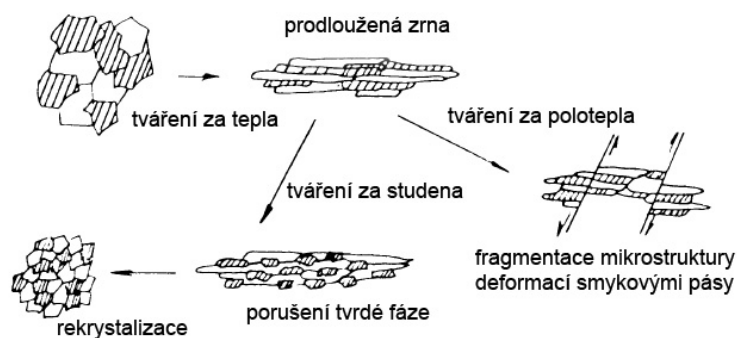 prodloužená zrna
tváření za tepla
tváření za polotepla
tváření za studena
fragmentace mikrostruktury
deformací smykovými pásy
rekrystalizace
porušení tvrdé fáze